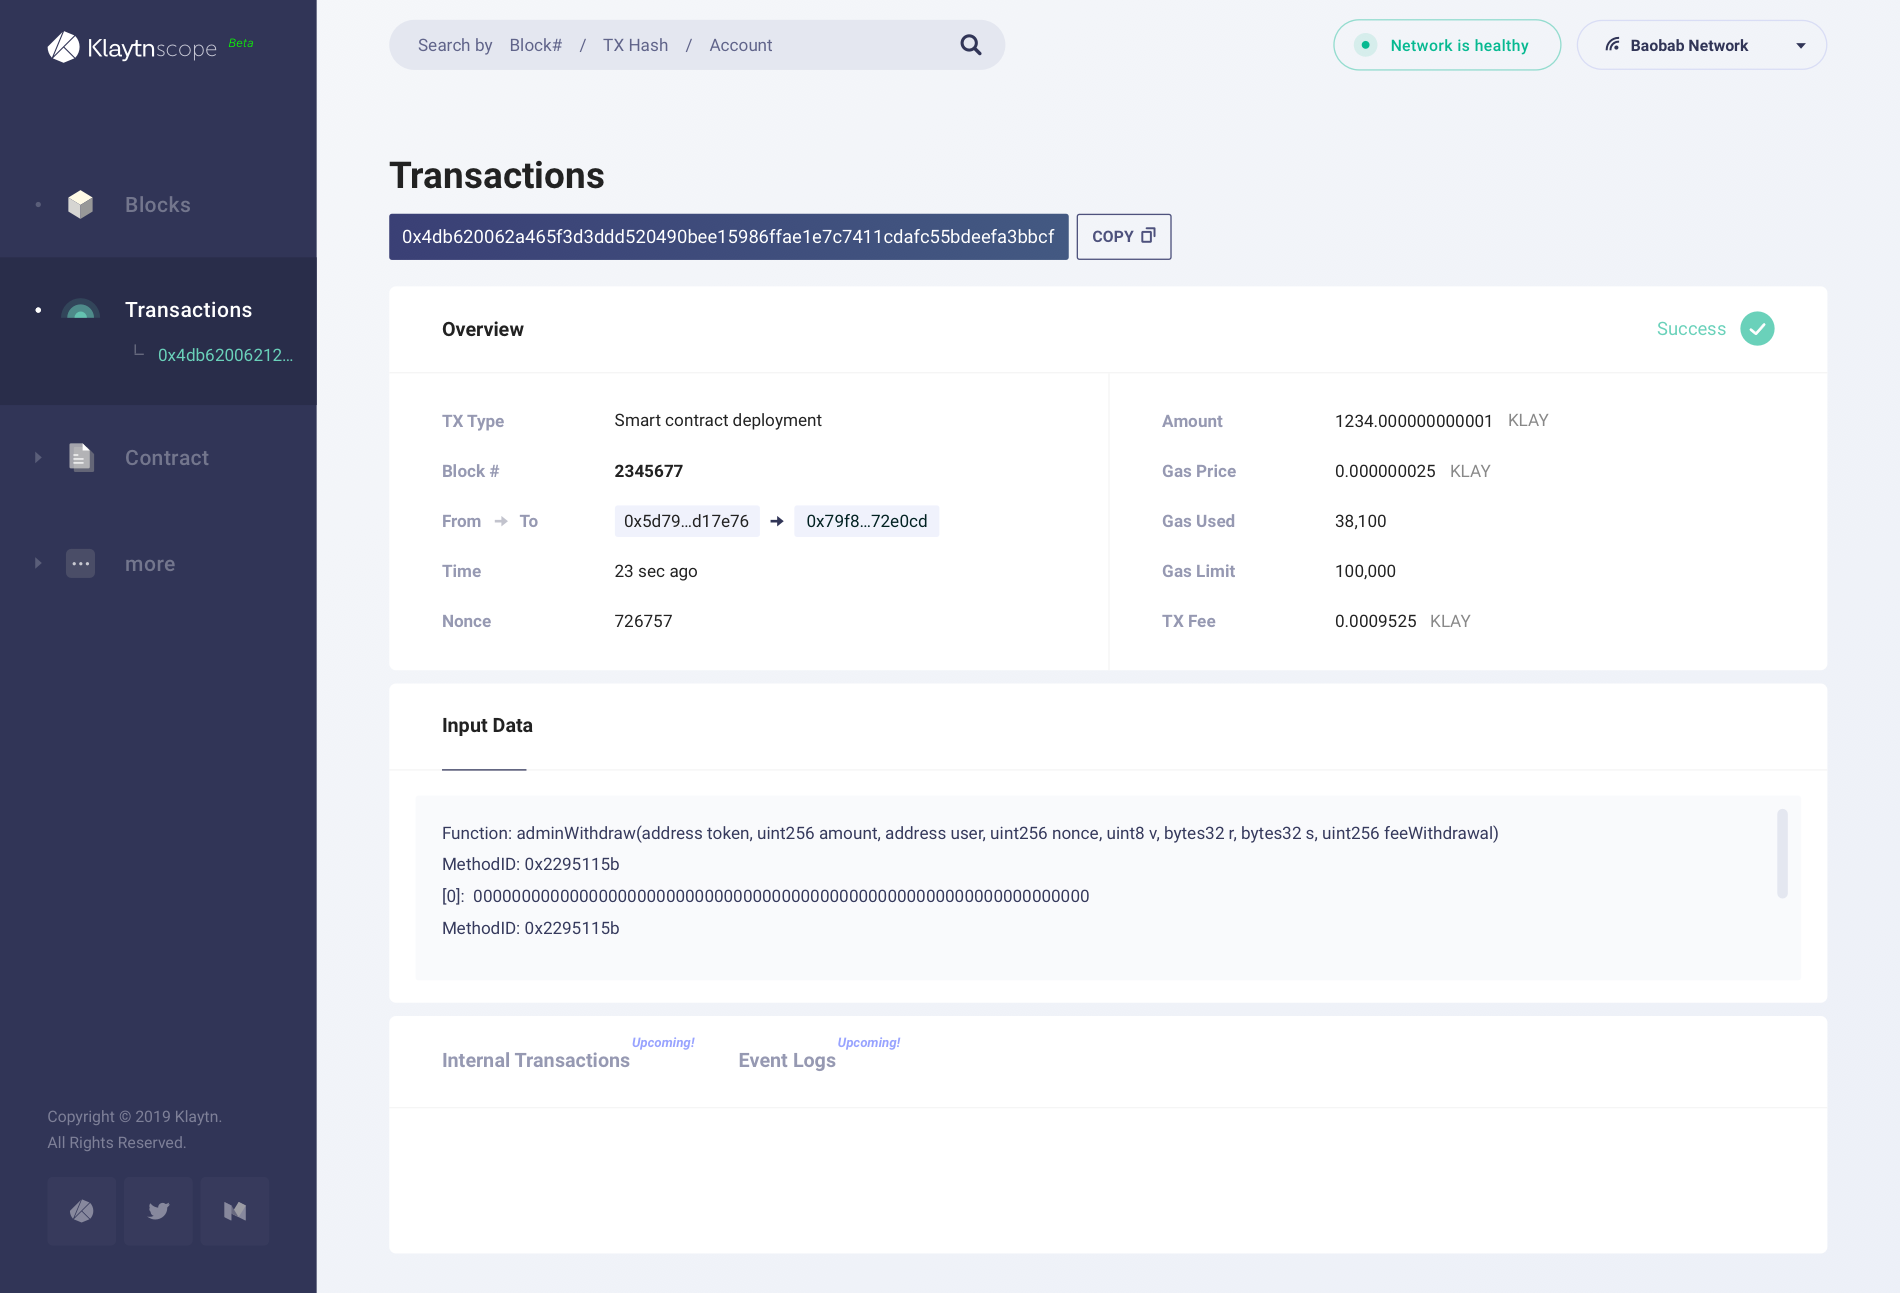 Klaytnscope Beta
Search by Block# / TX Hash / Account
Network is healthy
Baobab Network
Blocks
Transactions
0x4db62006212...
Contract
more
Copyright © 2019 Klaytn.
All Rights Reserved.
Transactions
0x4db620062a465f3d3ddd520490bee15986ffae1e7c7411cdafc55bdeefa3bbcf
COPY
Overview
Success
TX Type Smart contract deployment
Block # 2345677
From → To 0x5d79...d17e76 → 0x79f8...72e0cd
Time 23 sec ago
Nonce 726757
Amount 1234.000000000001 KLAY
Gas Price 0.000000025 KLAY
Gas Used 38,100
Gas Limit 100,000
TX Fee 0.0009525 KLAY
Input Data
Function: adminWithdraw(address token, uint256 amount, address user, uint256 nonce, uint8 v, bytes32 r, bytes32 s, uint256 feeWithdrawal)
MethodID: 0x2295115b
[0]: 0000000000000000000000000000000000000000000000000000000000000000
MethodID: 0x2295115b
Internal Transactions Upcoming!
Event Logs Upcoming!